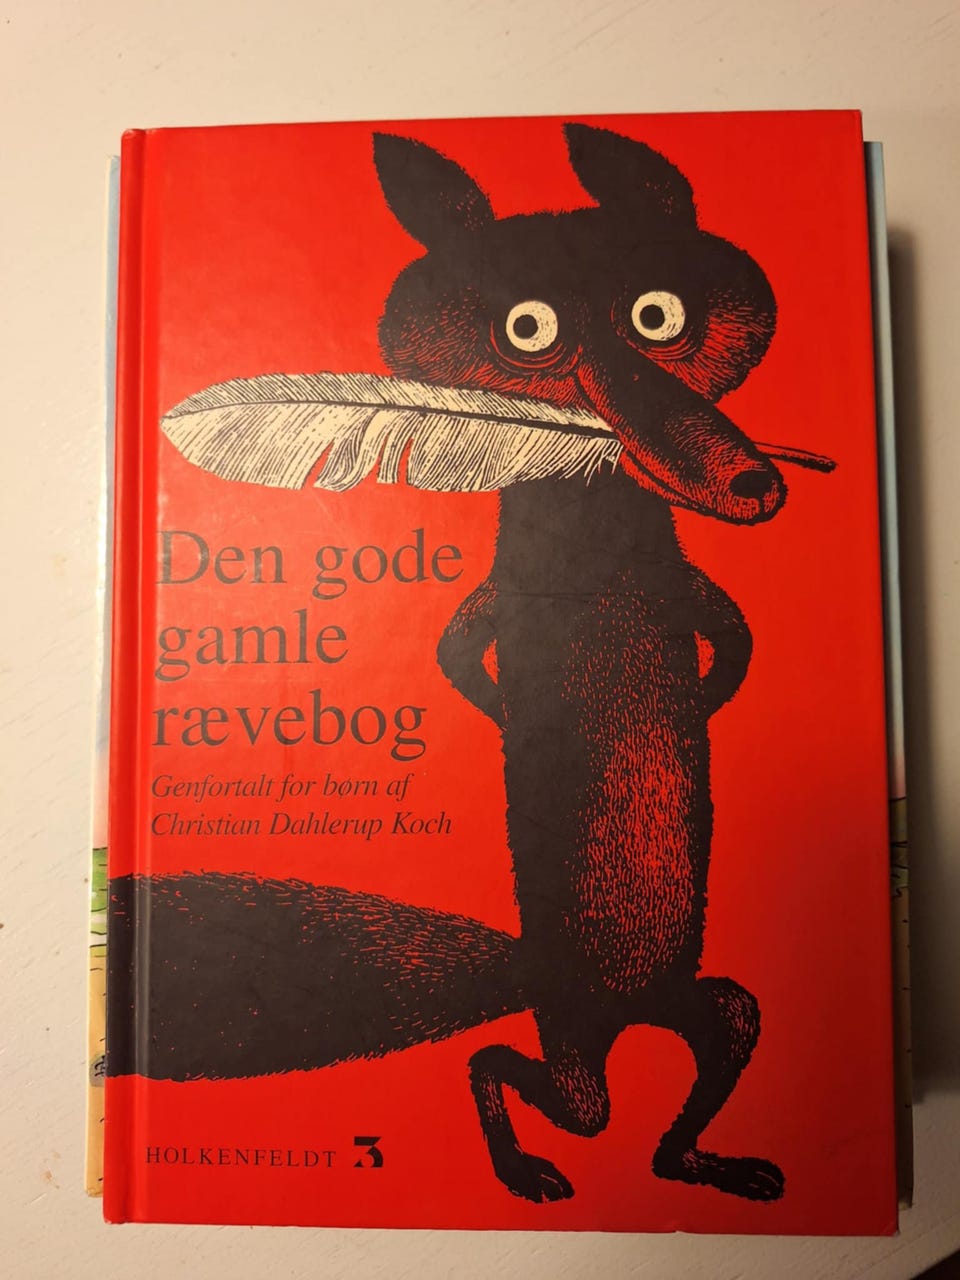 Den gode
gamle
rævebog
Genfortalt for børn af
Christian Dahlerup Koch
HOLKENFELDT 3